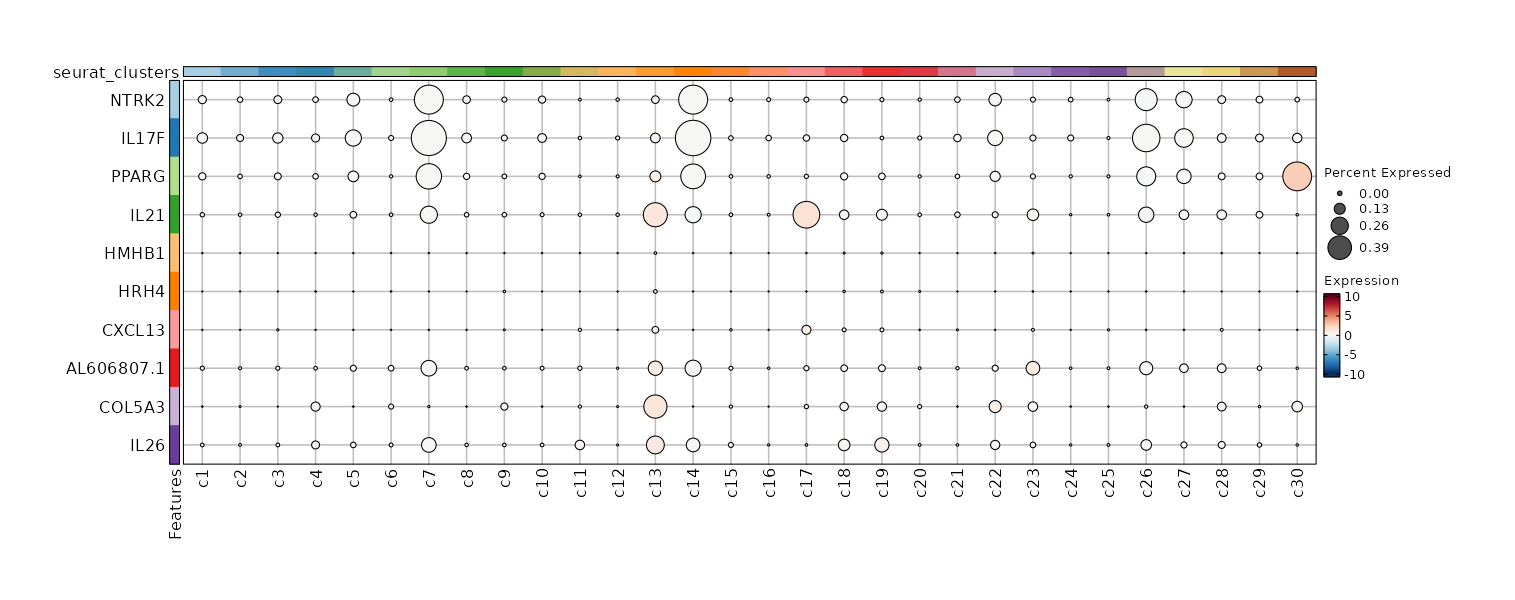 seurat_clusters
NTRK2
IL17F
PPARG
IL21
HMHB1
HRH4
CXCL13
AL606807.1
COL5A3
IL26
Features
c1 c2 c3 c4 c5 c6 c7 c8 c9 c10 c11 c12 c13 c14 c15 c16 c17 c18 c19 c20 c21 c22 c23 c24 c25 c26 c27 c28 c29 c30
Percent Expressed
0.00
0.13
0.26
0.39
Expression
10
5
0
-5
-10